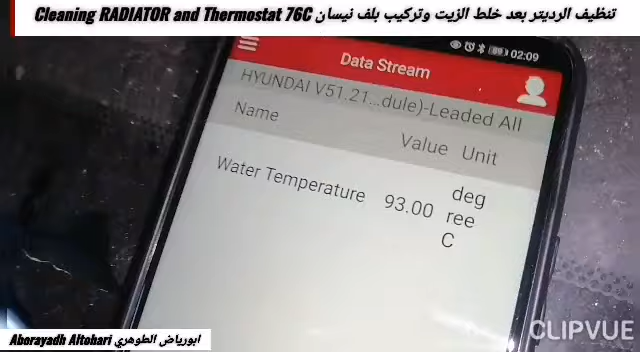 Cleaning RADIATOR and Thermostat 76C تنظيف الرديتر بعد خلط الزيت وتركيب بلف نيسان
02:09
Data Stream
HYUNDAI V51.21...dule)-Leaded All
Name Value Unit
Water Temperature 93.00 deg
ree
C
Aborayadh Altohari ابورياض الطوهري
CLIPVUE